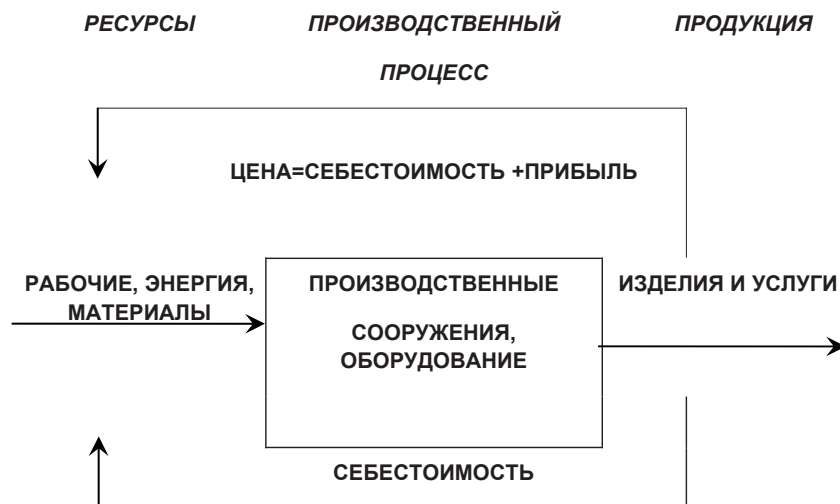 РЕСУРСЫ ПРОИЗВОДСТВЕННЫЙ ПРОДУКЦИЯ
ПРОЦЕСС
ЦЕНА=СЕБЕСТОИМОСТЬ +ПРИБЫЛЬ
РАБОЧИЕ, ЭНЕРГИЯ,
МАТЕРИАЛЫ
ПРОИЗВОДСТВЕННЫЕ
СООРУЖЕНИЯ,
ОБОРУДОВАНИЕ
ИЗДЕЛИЯ И УСЛУГИ
СЕБЕСТОИМОСТЬ